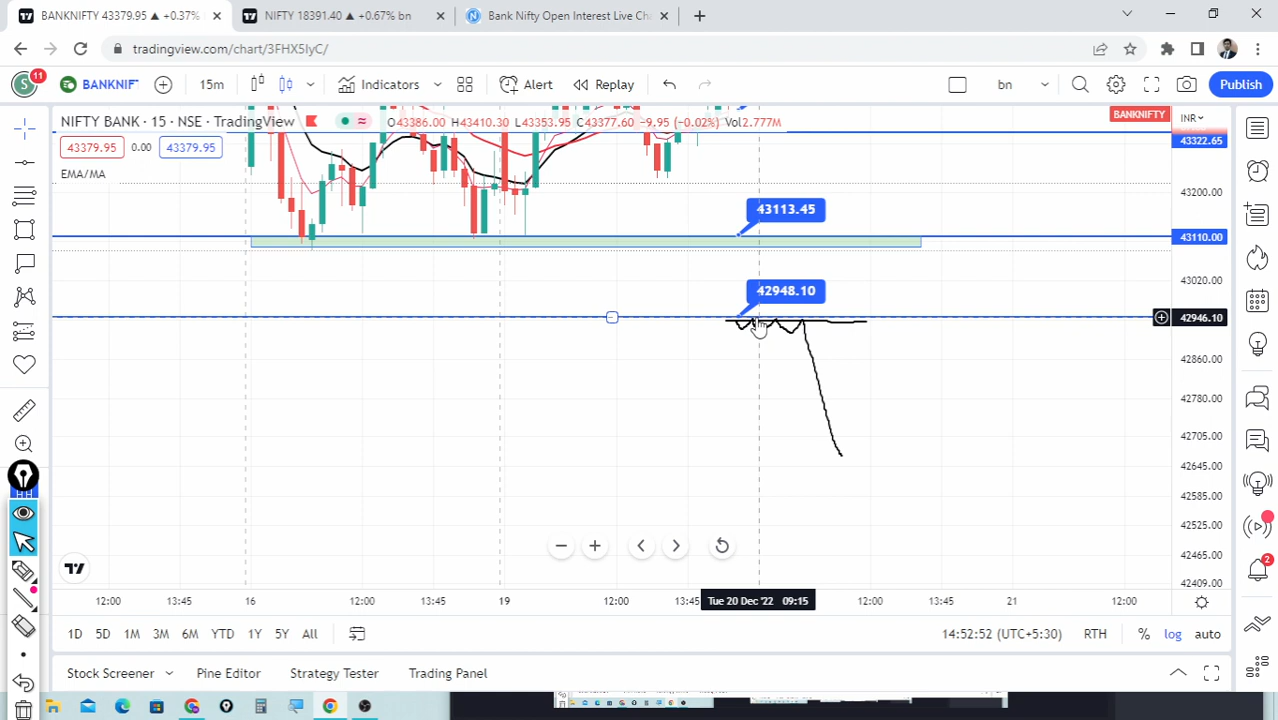 BANKNIFTY 43379.95 ▲ +0.37%
NIFTY 18391.40 ▲ +0.67% bn
Bank Nifty Open Interest Live Ch
tradingview.com/chart/3FHX5IyC/
S 11 BANKNIF 15m Indicators Alert Replay bn Publish
NIFTY BANK · 15 · NSE · TradingView O43386.00 H43410.30 L43353.95 C43377.60 −9.95 (−0.02%) Vol2.777M
BANKNIFTY INR
43379.95 0.00 43379.95
43322.65
EMA/MA
43200.00
43113.45
43110.00
43020.00
42948.10
42946.10
42860.00
42780.00
42705.00
42645.00
42585.00
42525.00
42465.00
42409.00
12:00 13:45 16 12:00 13:45 19 12:00 13:45 Tue 20 Dec '22 09:15 12:00 13:45 21 12:00
1D 5D 1M 3M 6M YTD 1Y 5Y All 14:52:52 (UTC+5:30) RTH % log auto
Stock Screener Pine Editor Strategy Tester Trading Panel
2